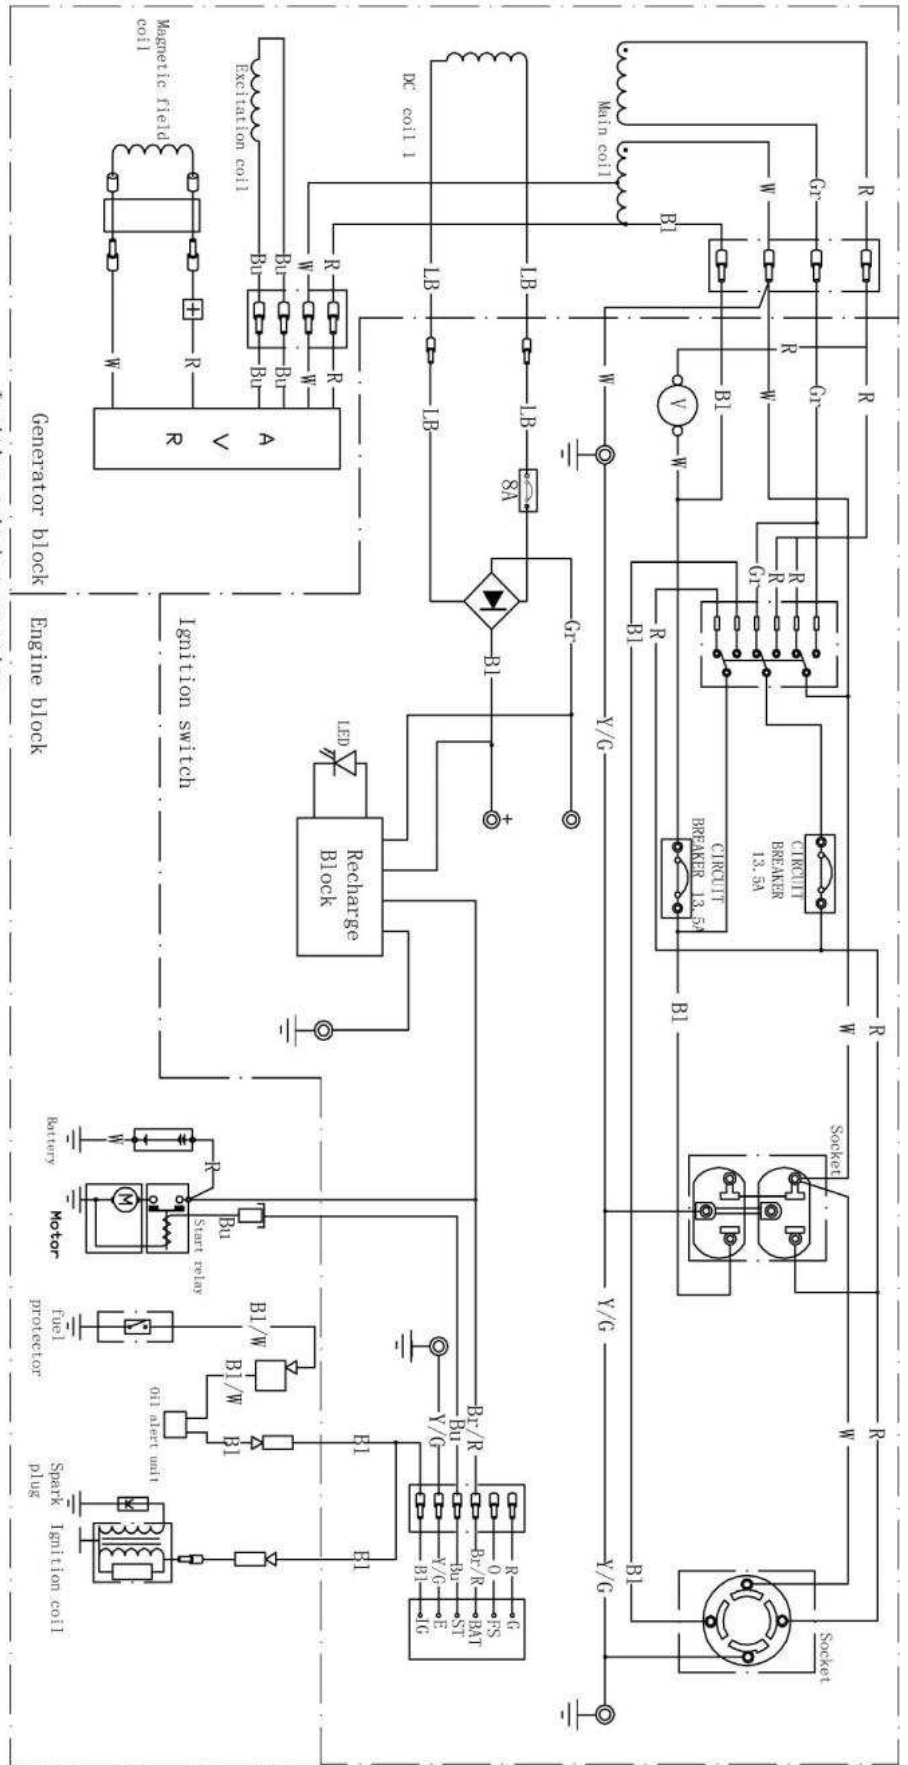 Magnetic field
coil
Excitation coil
DC coil 1
Main coil
R
Gr
W
Bl
LB
LB
R
W
Bu
Bu
R
W
Bl
Gr
R
W
W
V
LB
LB
R
W
Bu
Bu
R
W
A V R
8A
Generator block
Ignition switch
Engine block
Gr
R
R
Bl
R
Gr
Bl
Y/G
LED
Recharge
Block
+
CIRCUIT
BREAKER 13.5A
CIRCUIT
BREAKER
13.5A
Bl
W
R
Socket
Battery
W
R
M
Motor
Start relay
Bu
fuel
protector
Bl/W
Bl/W
Oil alert unit
Bl
Bl
Spark
plug
Ignition coil
Bl
Y/G
Br/R
Bu
Y/G
W
R
R
O
Br/R
Bu
Y/G
Bl
G
FS
BAT
ST
E
IG
Y/G
Bl
Socket